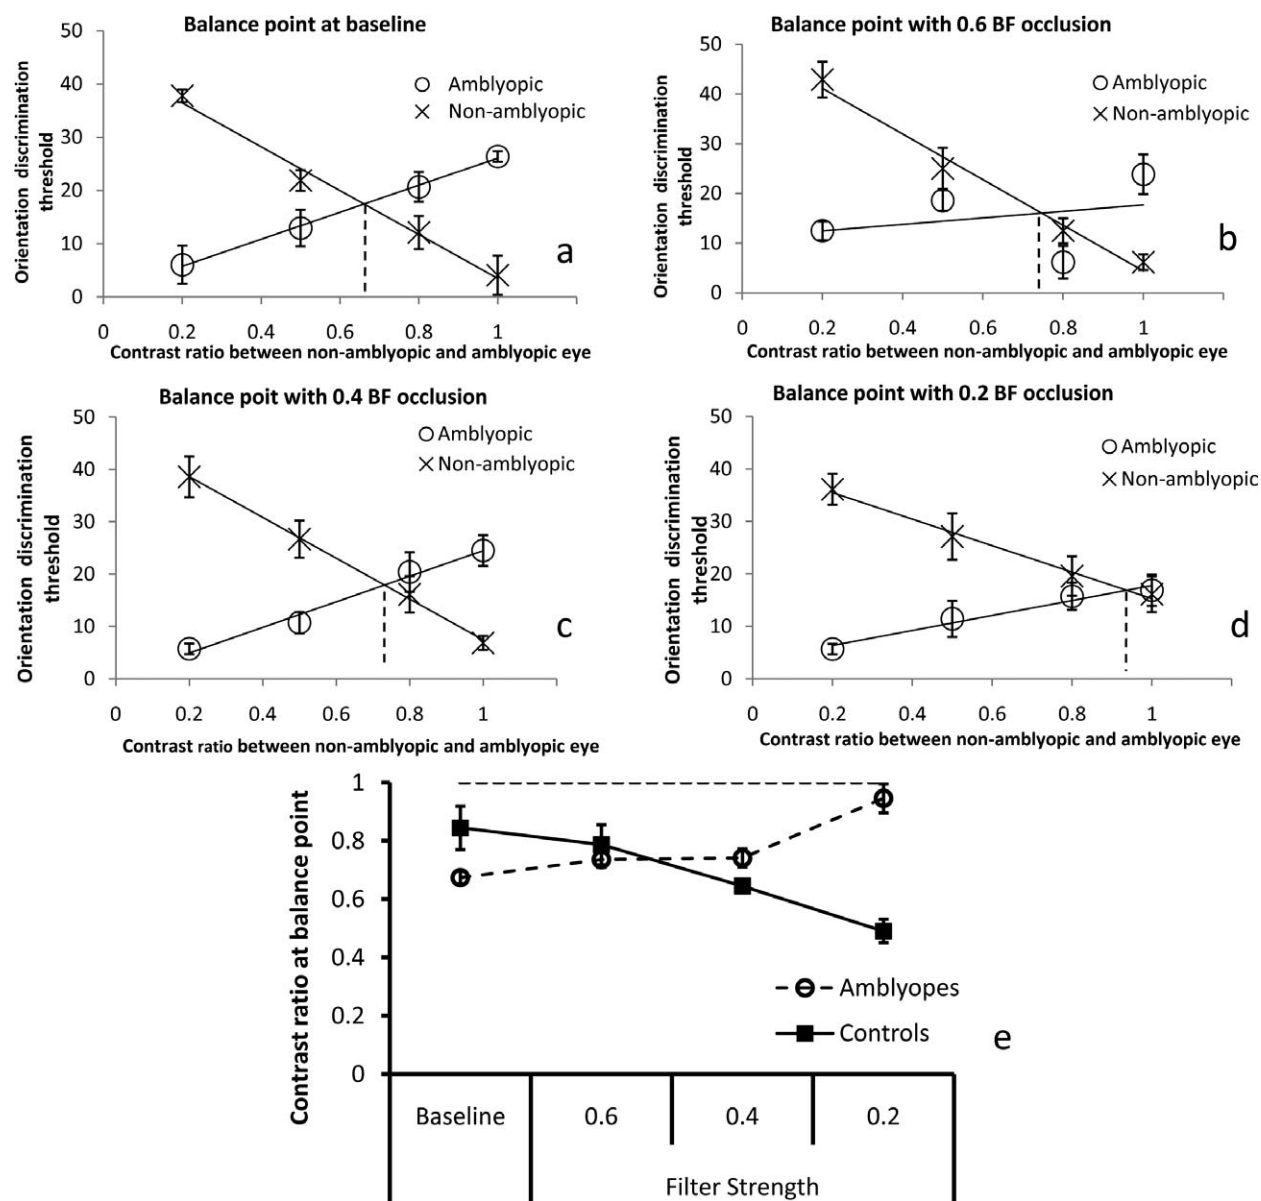 Balance point at baseline
50
40
30
20
10
0
0 0.2 0.4 0.6 0.8 1
Orientation discrimination
threshold
Contrast ratio between non-amblyopic and amblyopic eye
Amblyopic
Non-amblyopic
a
Balance point with 0.6 BF occlusion
50
40
30
20
10
0
0 0.2 0.4 0.6 0.8 1
Orientation discrimination
threshold
Contrast ratio between non-amblyopic and amblyopic eye
Amblyopic
Non-amblyopic
b
Balance poit with 0.4 BF occlusion
50
40
30
20
10
0
0 0.2 0.4 0.6 0.8 1
Orientation discrimination
threshold
Contrast ratio between non-amblyopic and amblyopic eye
Amblyopic
Non-amblyopic
c
Balance point with 0.2 BF occlusion
50
40
30
20
10
0
0 0.2 0.4 0.6 0.8 1
Orientation discrimination
threshold
Contrast ratio between non-amblyopic and amblyopic eye
Amblyopic
Non-amblyopic
d
Contrast ratio at balance point
1
0.8
0.6
0.4
0.2
0
Amblyopes
Controls
e
Baseline 0.6 0.4 0.2
Filter Strength